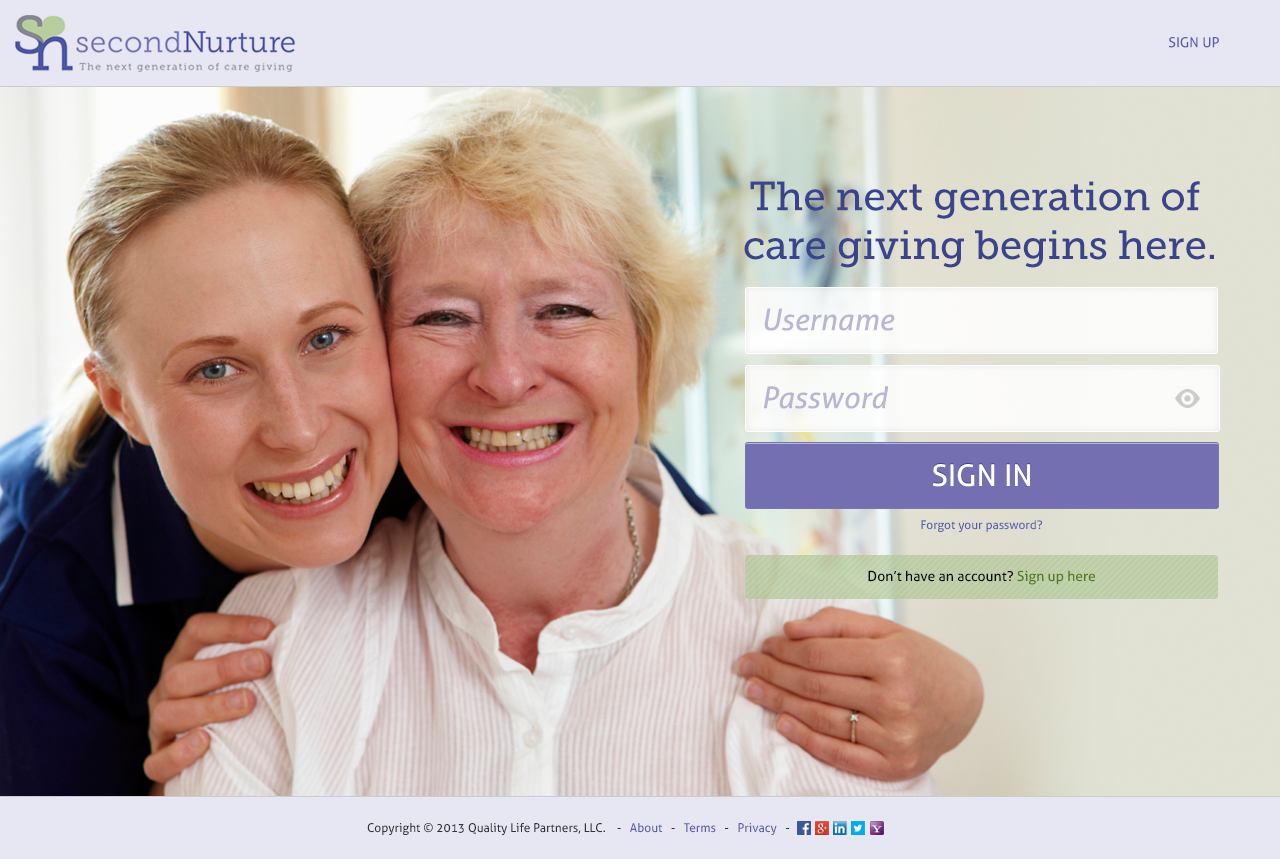 Sn secondNurture
The next generation of care giving
SIGN UP
The next generation of
care giving begins here.
Username
Password
SIGN IN
Forgot your password?
Don't have an account? Sign up here
Copyright © 2013 Quality Life Partners, LLC. - About - Terms - Privacy -